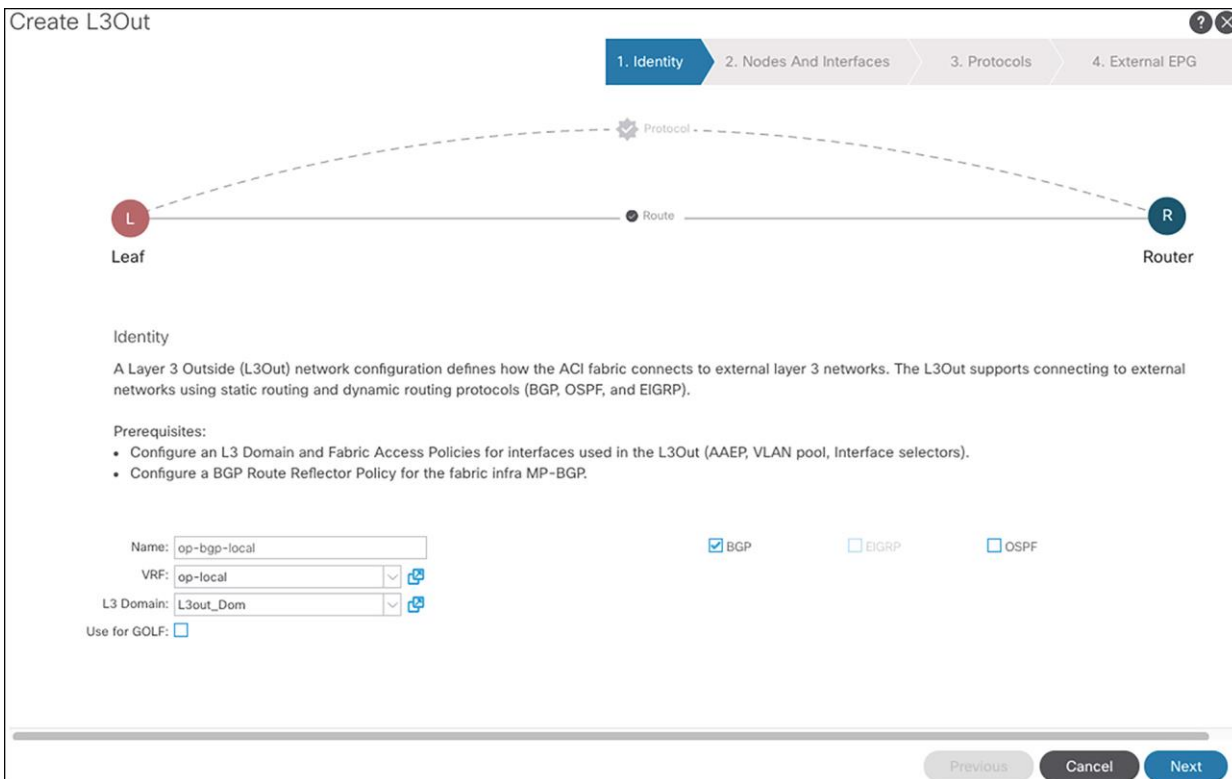 Create L3Out
?
1. Identity
2. Nodes And Interfaces
3. Protocols
4. External EPG
Protocol
L
Route
R
Leaf
Router
Identity
A Layer 3 Outside (L3Out) network configuration defines how the ACI fabric connects to external layer 3 networks. The L3Out supports connecting to external
networks using static routing and dynamic routing protocols (BGP, OSPF, and EIGRP).
Prerequisites:
• Configure an L3 Domain and Fabric Access Policies for interfaces used in the L3Out (AAEP, VLAN pool, Interface selectors).
• Configure a BGP Route Reflector Policy for the fabric infra MP-BGP.
Name: op-bgp-local
BGP
EIGRP
OSPF
VRF: op-local
L3 Domain: L3out_Dom
Use for GOLF:
Previous
Cancel
Next